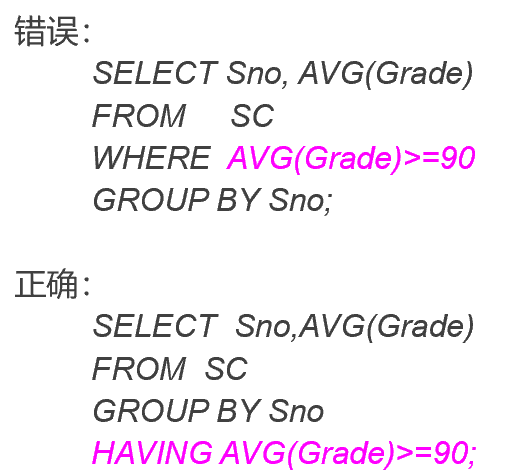 错误：
SELECT Sno, AVG(Grade)
FROM SC
WHERE AVG(Grade)>=90
GROUP BY Sno;
正确：
SELECT Sno,AVG(Grade)
FROM SC
GROUP BY Sno
HAVING AVG(Grade)>=90;